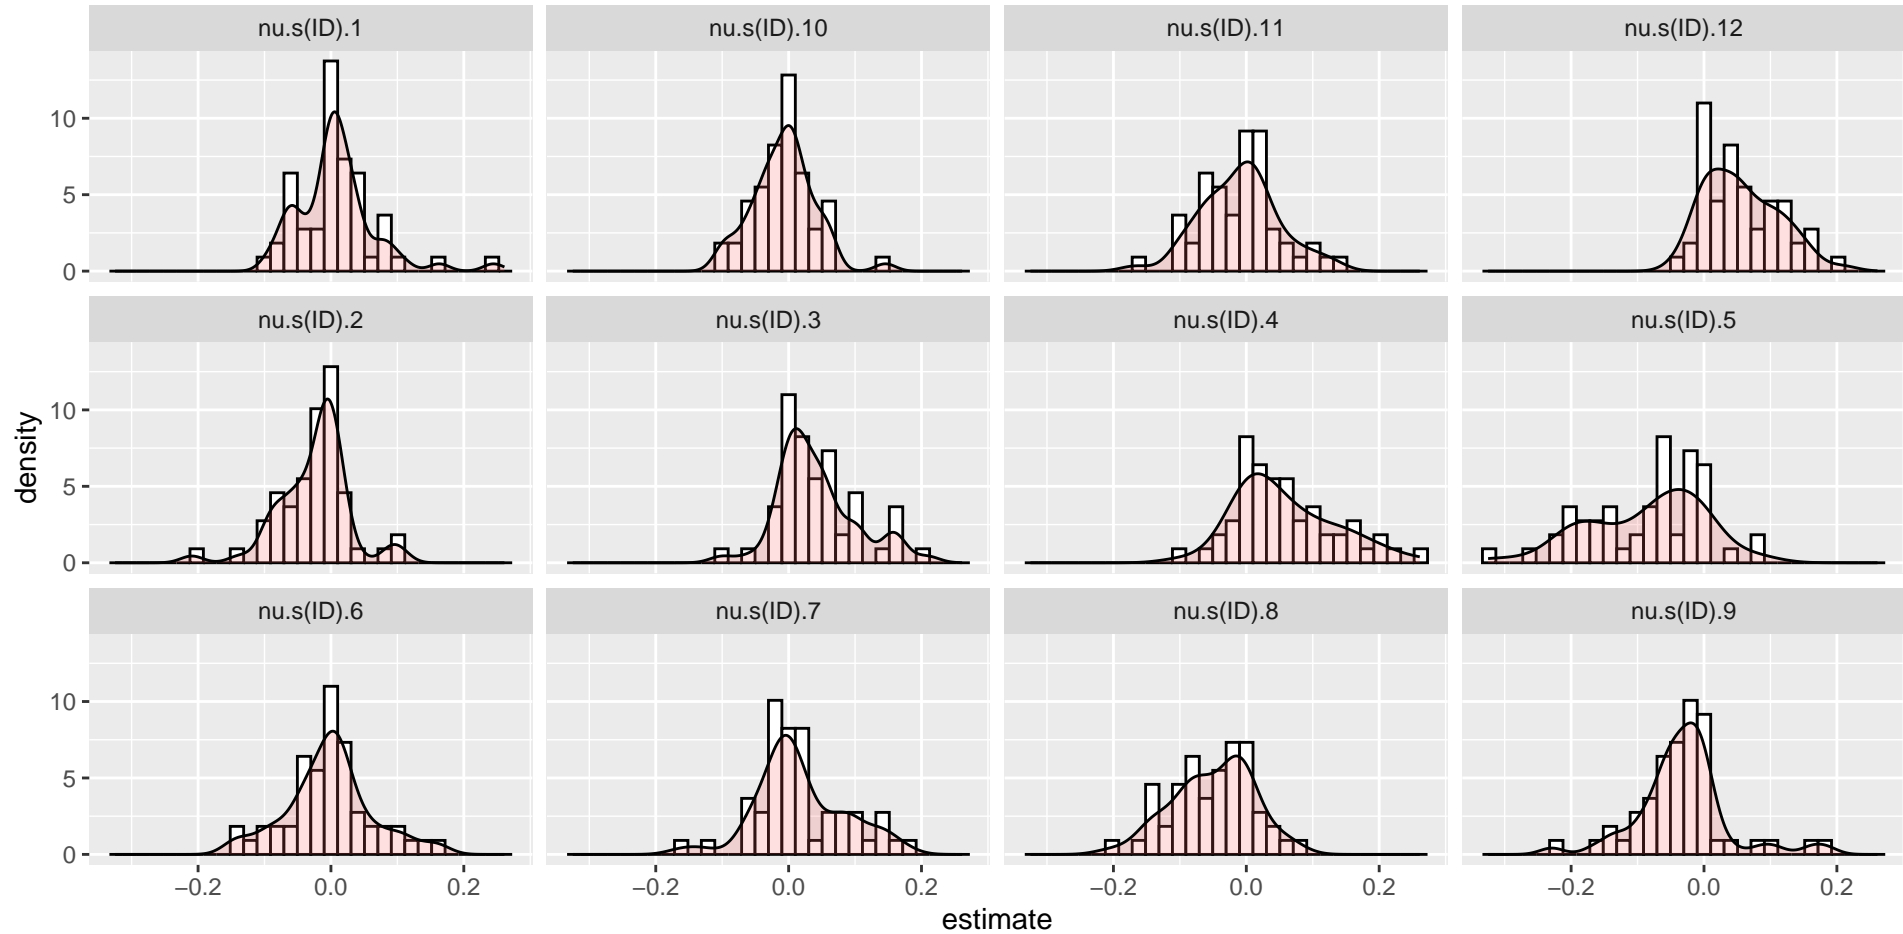 nu.s(ID).1 nu.s(ID).10 nu.s(ID).11 nu.s(ID).12
10
5
0
nu.s(ID).2 nu.s(ID).3 nu.s(ID).4 nu.s(ID).5
density
10
5
0
nu.s(ID).6 nu.s(ID).7 nu.s(ID).8 nu.s(ID).9
10
5
0
−0.2 0.0 0.2 −0.2 0.0 0.2 −0.2 0.0 0.2 −0.2 0.0 0.2
estimate